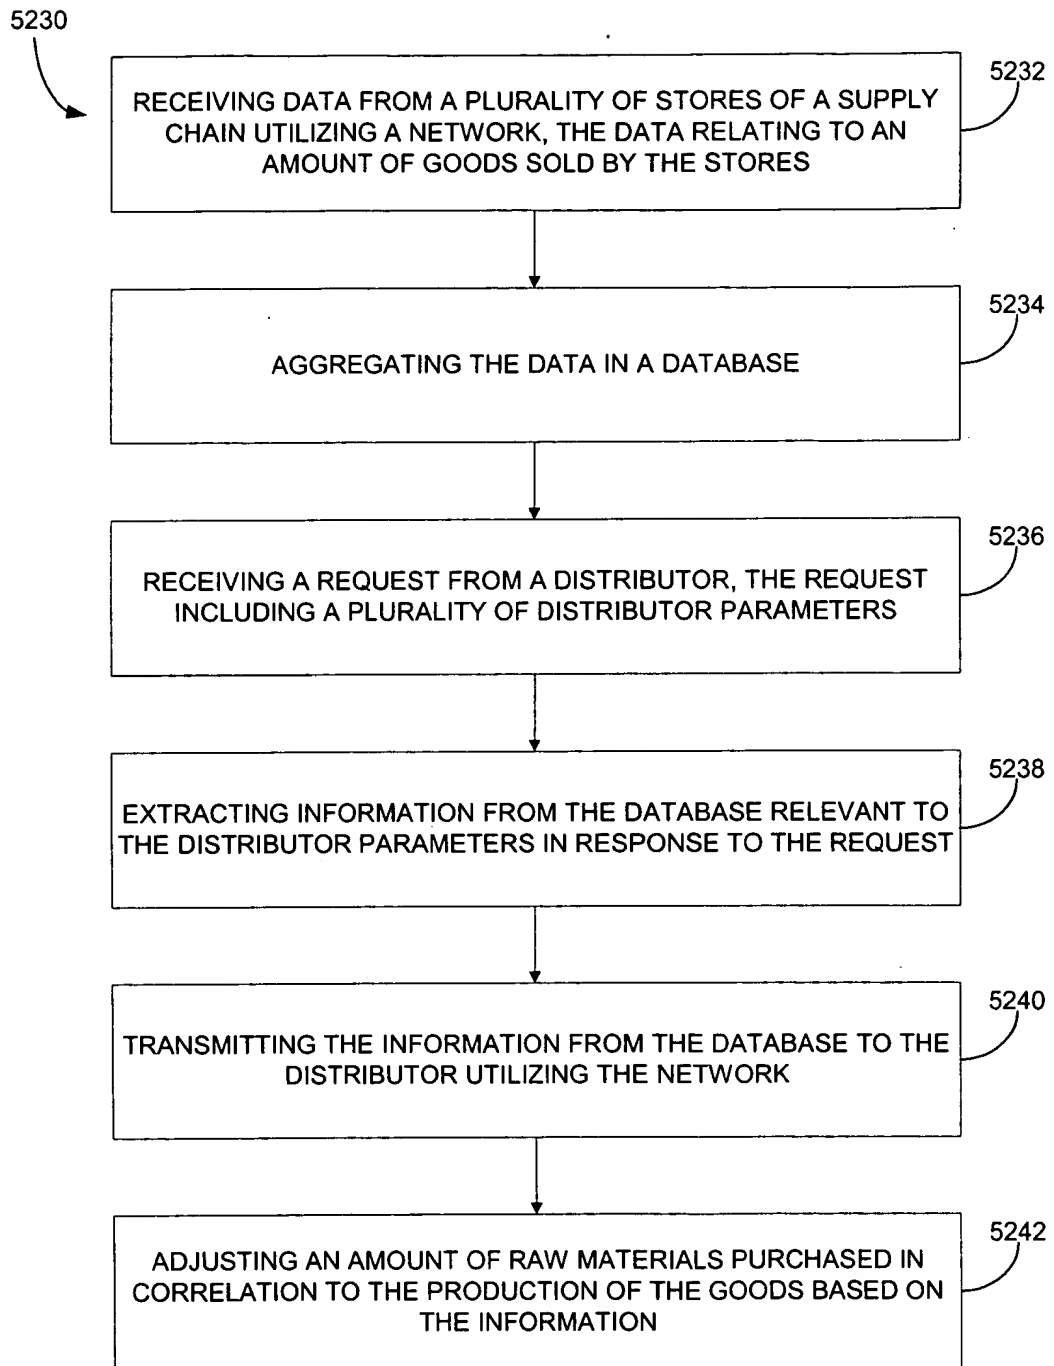 5230
5232
RECEIVING DATA FROM A PLURALITY OF STORES OF A SUPPLY
CHAIN UTILIZING A NETWORK, THE DATA RELATING TO AN
AMOUNT OF GOODS SOLD BY THE STORES
5234
AGGREGATING THE DATA IN A DATABASE
5236
RECEIVING A REQUEST FROM A DISTRIBUTOR, THE REQUEST
INCLUDING A PLURALITY OF DISTRIBUTOR PARAMETERS
5238
EXTRACTING INFORMATION FROM THE DATABASE RELEVANT TO
THE DISTRIBUTOR PARAMETERS IN RESPONSE TO THE REQUEST
5240
TRANSMITTING THE INFORMATION FROM THE DATABASE TO THE
DISTRIBUTOR UTILIZING THE NETWORK
5242
ADJUSTING AN AMOUNT OF RAW MATERIALS PURCHASED IN
CORRELATION TO THE PRODUCTION OF THE GOODS BASED ON
THE INFORMATION